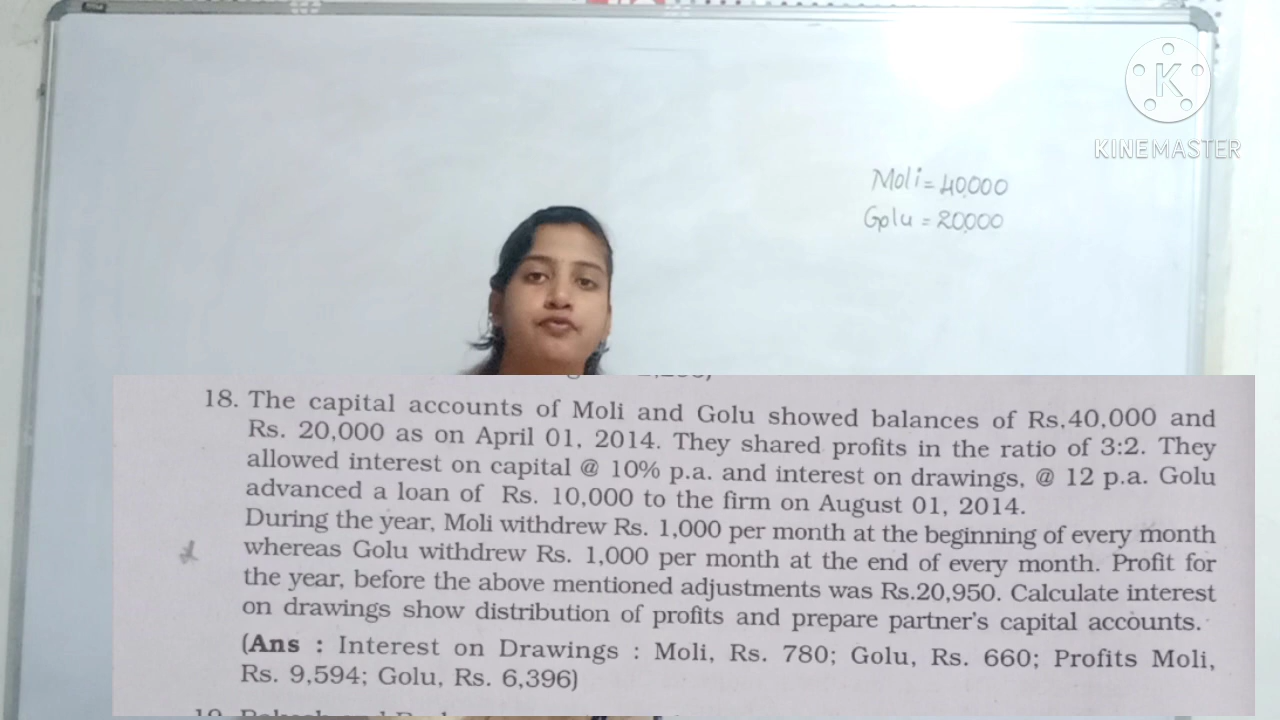 K
KINEMASTER
Moli = 40,000
Golu = 20,000
18. The capital accounts of Moli and Golu showed balances of Rs.40,000 and
Rs. 20,000 as on April 01, 2014. They shared profits in the ratio of 3:2. They
allowed interest on capital @ 10% p.a. and interest on drawings, @ 12 p.a. Golu
advanced a loan of Rs. 10,000 to the firm on August 01, 2014.
During the year, Moli withdrew Rs. 1,000 per month at the beginning of every month
whereas Golu withdrew Rs. 1,000 per month at the end of every month. Profit for
the year, before the above mentioned adjustments was Rs.20,950. Calculate interest
on drawings show distribution of profits and prepare partner's capital accounts.
(Ans : Interest on Drawings : Moli, Rs. 780; Golu, Rs. 660; Profits Moli,
Rs. 9,594; Golu, Rs. 6,396)